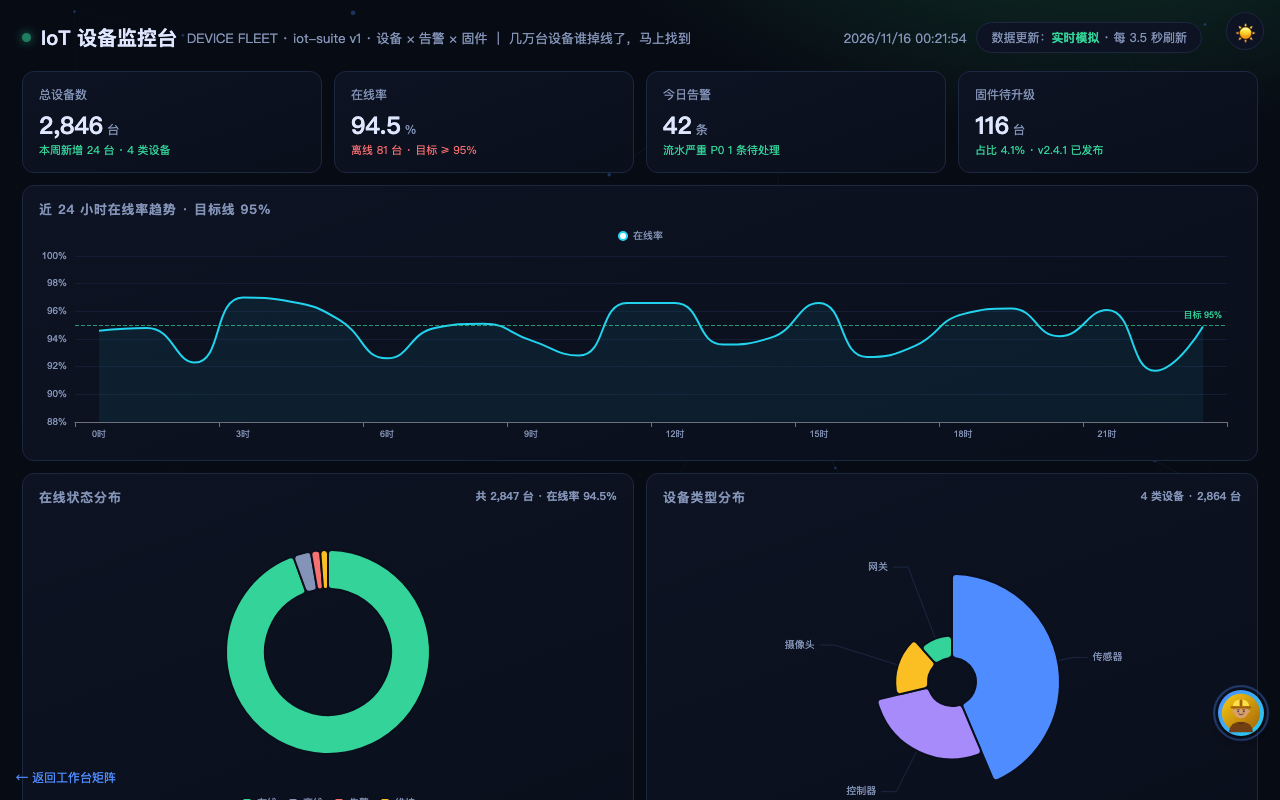 IoT 设备监控台 DEVICE FLEET · iot-suite v1 · 设备 × 告警 × 固件 | 几万台设备谁掉线了，马上找到
2026/11/16 00:21:54
数据更新：实时模拟 · 每 3.5 秒刷新
总设备数
2,846 台
本周新增 24 台 · 4 类设备
在线率
94.5 %
离线 81 台 · 目标 ≥ 95%
今日告警
42 条
流水严重 P0 1 条待处理
固件待升级
116 台
占比 4.1% · v2.4.1 已发布
近 24 小时在线率趋势 · 目标线 95%
在线率
100%
98%
96%
94%
92%
90%
88%
目标 95%
0时 3时 6时 9时 12时 15时 18时 21时
在线状态分布
共 2,847 台 · 在线率 94.5%
设备类型分布
4 类设备 · 2,864 台
网关
摄像头
传感器
控制器
← 返回工作台矩阵